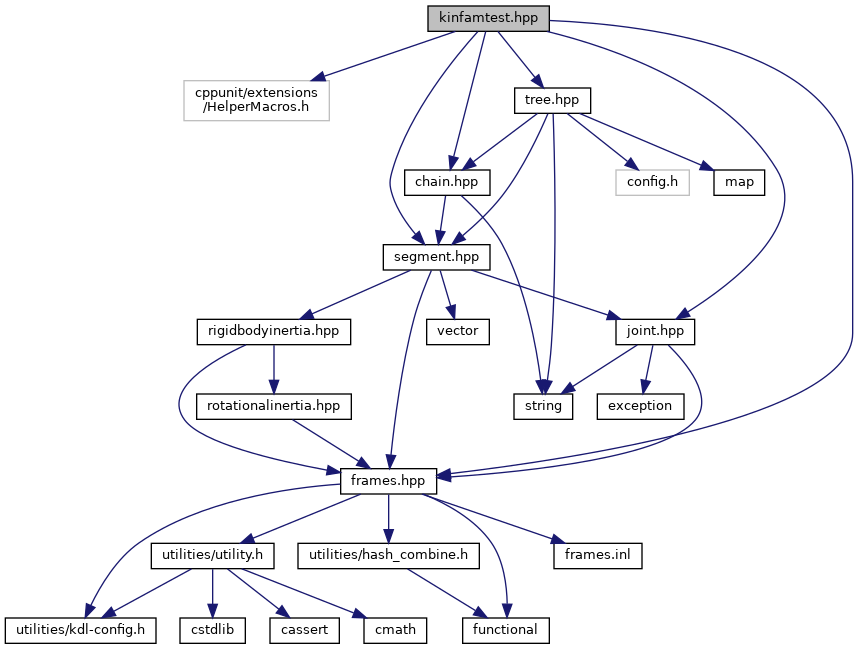 kinfamtest.hpp
cppunit/extensions
/HelperMacros.h
tree.hpp
chain.hpp
config.h
map
segment.hpp
rigidbodyinertia.hpp
vector
joint.hpp
rotationalinertia.hpp
string
exception
frames.hpp
utilities/utility.h
utilities/hash_combine.h
frames.inl
utilities/kdl-config.h
cstdlib
cassert
cmath
functional